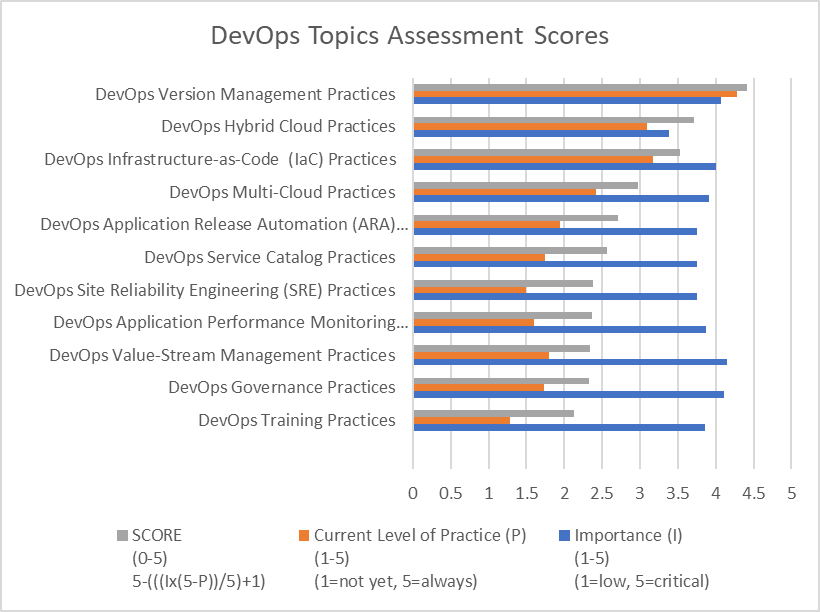 DevOps Topics Assessment Scores
DevOps Version Management Practices
DevOps Hybrid Cloud Practices
DevOps Infrastructure-as-Code (IaC) Practices
DevOps Multi-Cloud Practices
DevOps Application Release Automation (ARA)...
DevOps Service Catalog Practices
DevOps Site Reliability Engineering (SRE) Practices
DevOps Application Performance Monitoring...
DevOps Value-Stream Management Practices
DevOps Governance Practices
DevOps Training Practices
0 0.5 1 1.5 2 2.5 3 3.5 4 4.5 5
SCORE
(0-5)
5-(((Ix(5-P))/5)+1)
Current Level of Practice (P)
(1-5)
(1=not yet, 5=always)
Importance (I)
(1-5)
(1=low, 5=critical)